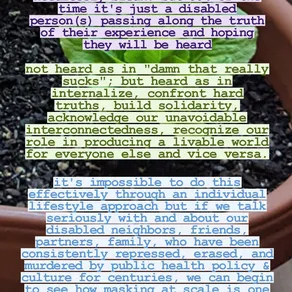 time it's just a disabled
person(s) passing along the truth
of their experience and hoping
they will be heard
not heard as in "damn that really
sucks"; but heard as in
internalize, confront hard
truths, build solidarity,
acknowledge our unavoidable
interconnectedness, recognize our
role in producing a livable world
for everyone else and vice versa.
it's impossible to do this
effectively through an individual
lifestyle approach but if we talk
seriously with and about our
disabled neighbors, friends,
partners, family, who have been
consistently repressed, erased, and
murdered by public health policy &
culture for centuries, we can begin
to see how masking at scale is one